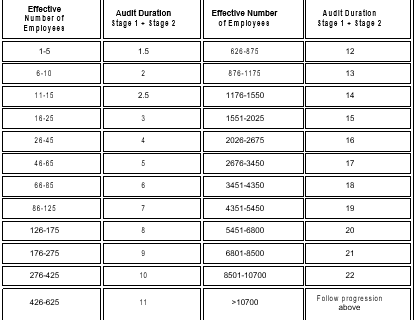 Effective Number of Employees | Audit Duration Stage 1 + Stage 2 | Effective Number of Employees | Audit Duration Stage 1 + Stage 2
1-5 | 1.5 | 626-875 | 12
6-10 | 2 | 876-1175 | 13
11-15 | 2.5 | 1176-1550 | 14
16-25 | 3 | 1551-2025 | 15
26-45 | 4 | 2026-2675 | 16
46-65 | 5 | 2676-3450 | 17
66-85 | 6 | 3451-4350 | 18
86-125 | 7 | 4351-5450 | 19
126-175 | 8 | 5451-6800 | 20
176-275 | 9 | 6801-8500 | 21
276-425 | 10 | 8501-10700 | 22
426-625 | 11 | >10700 | Follow progression above